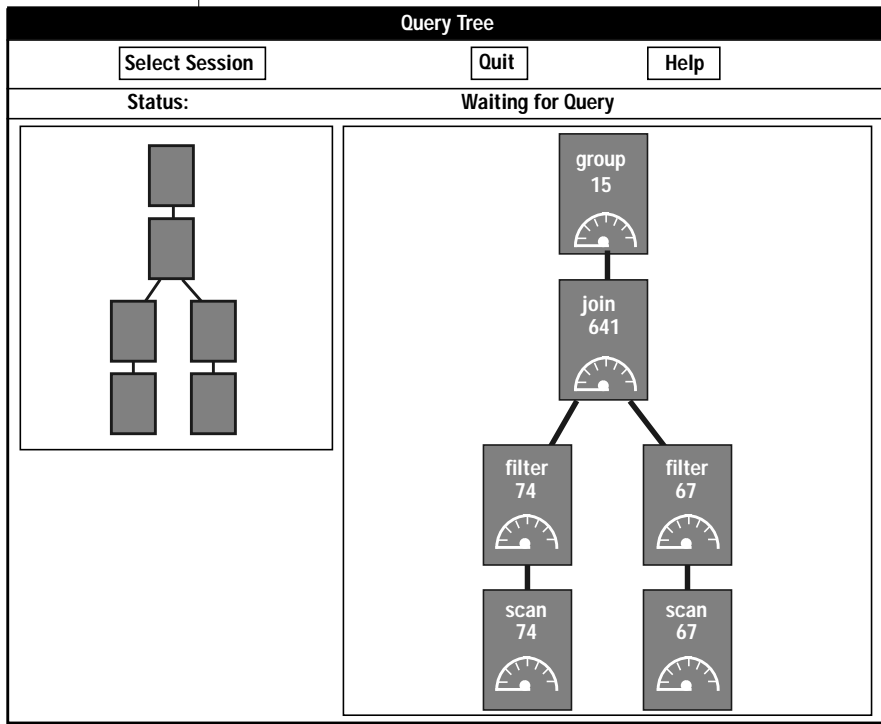 Query Tree
Select Session
Quit
Help
Status:
Waiting for Query
group
15
join
641
filter
74
filter
67
scan
74
scan
67